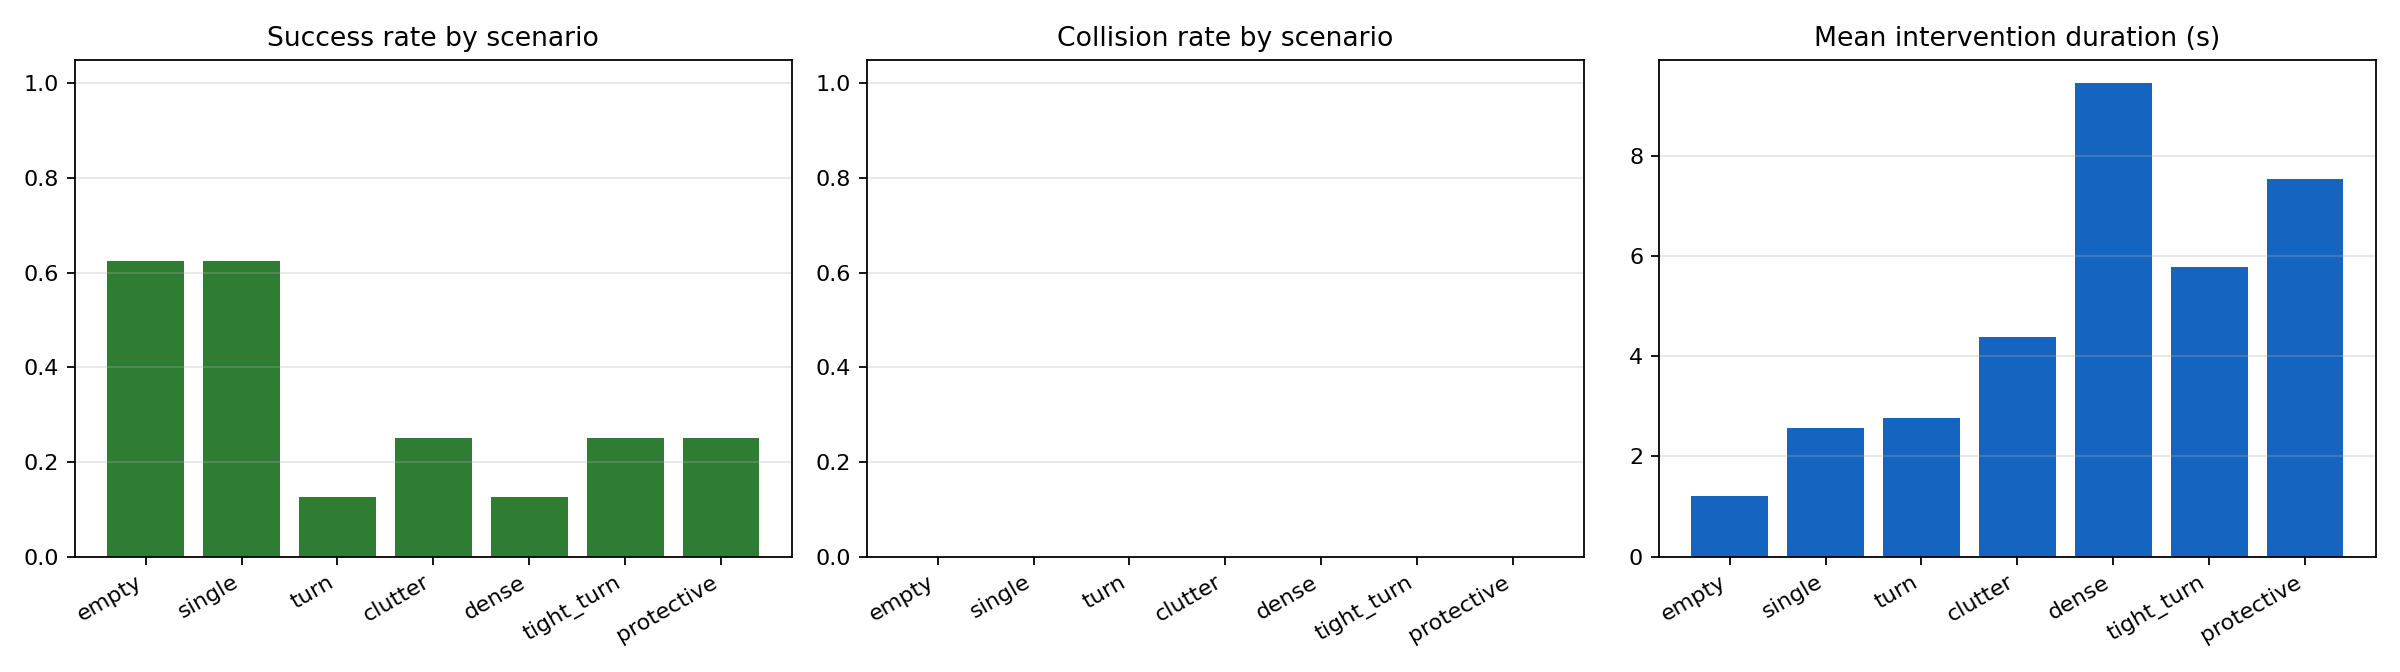 Success rate by scenario
1.0
0.8
0.6
0.4
0.2
0.0
empty
single
turn
clutter
dense
tight_turn
protective
Collision rate by scenario
1.0
0.8
0.6
0.4
0.2
0.0
empty
single
turn
clutter
dense
tight_turn
protective
Mean intervention duration (s)
8
6
4
2
0
empty
single
turn
clutter
dense
tight_turn
protective